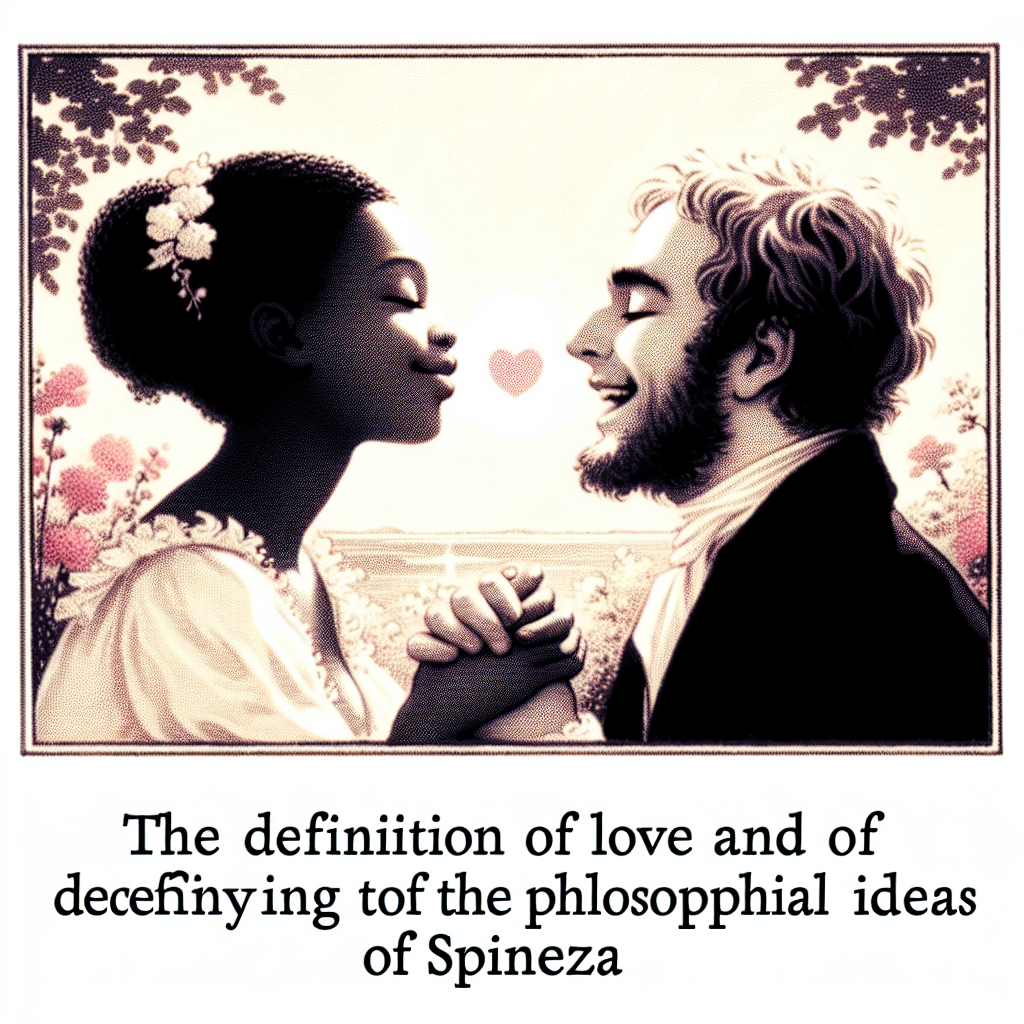 The definiition of love and of
decefinying tof the phlosopphial ideas
of Spineza